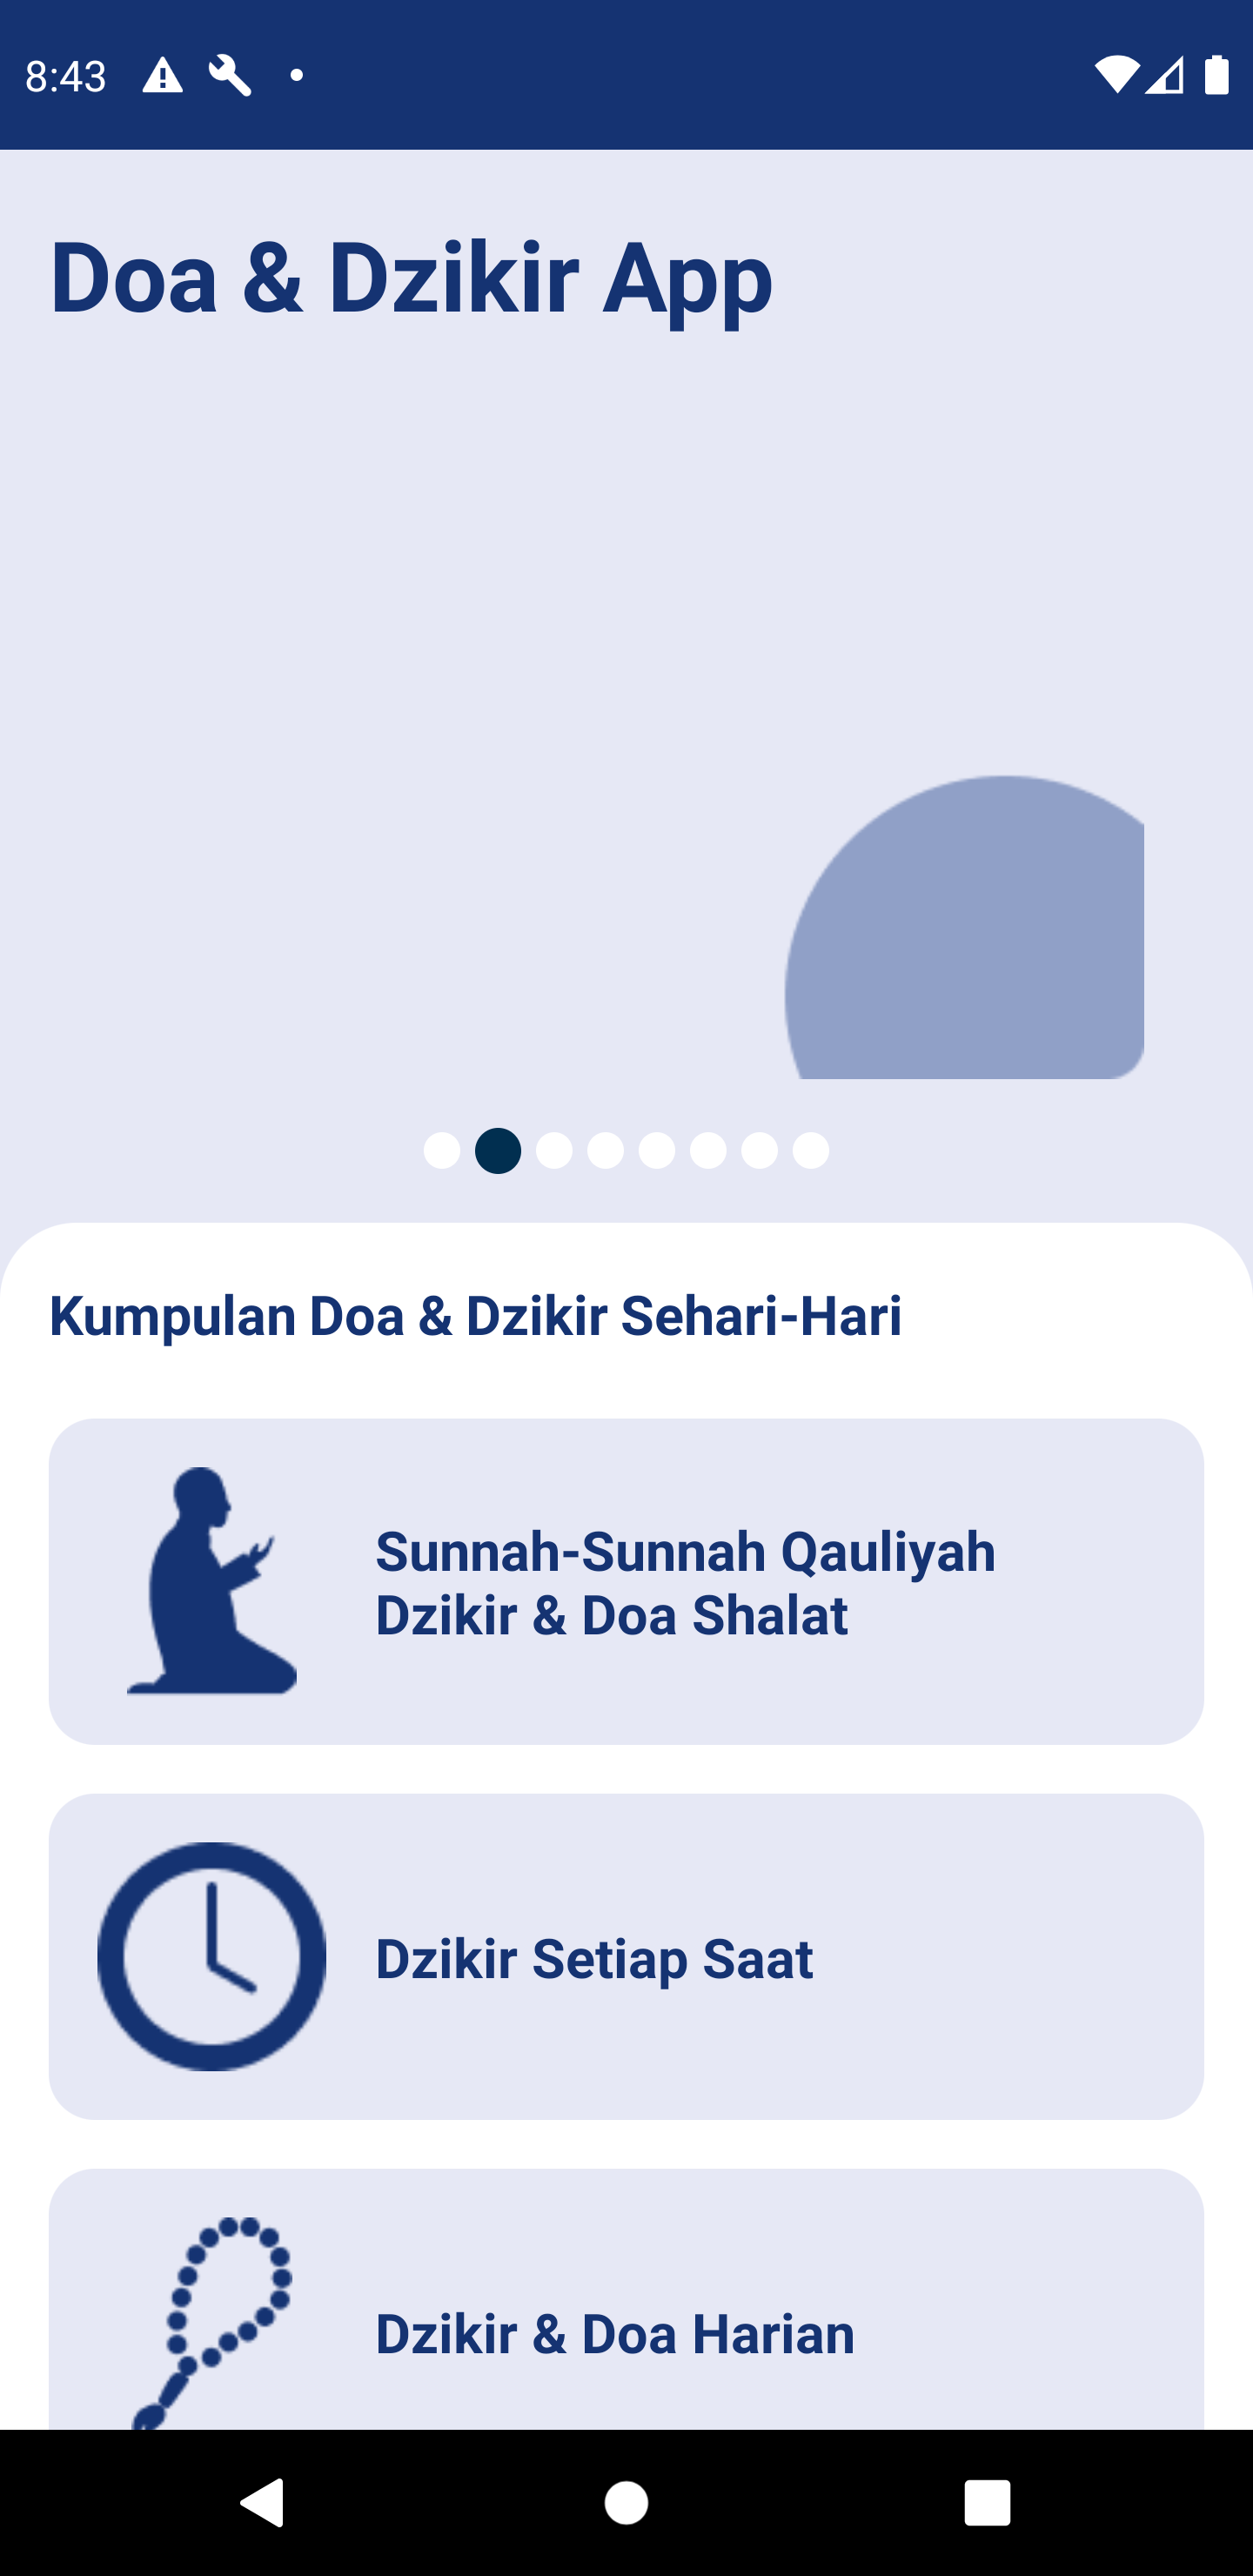 8:43
Doa & Dzikir App
Kumpulan Doa & Dzikir Sehari-Hari
Sunnah-Sunnah Qauliyah
Dzikir & Doa Shalat
Dzikir Setiap Saat
Dzikir & Doa Harian